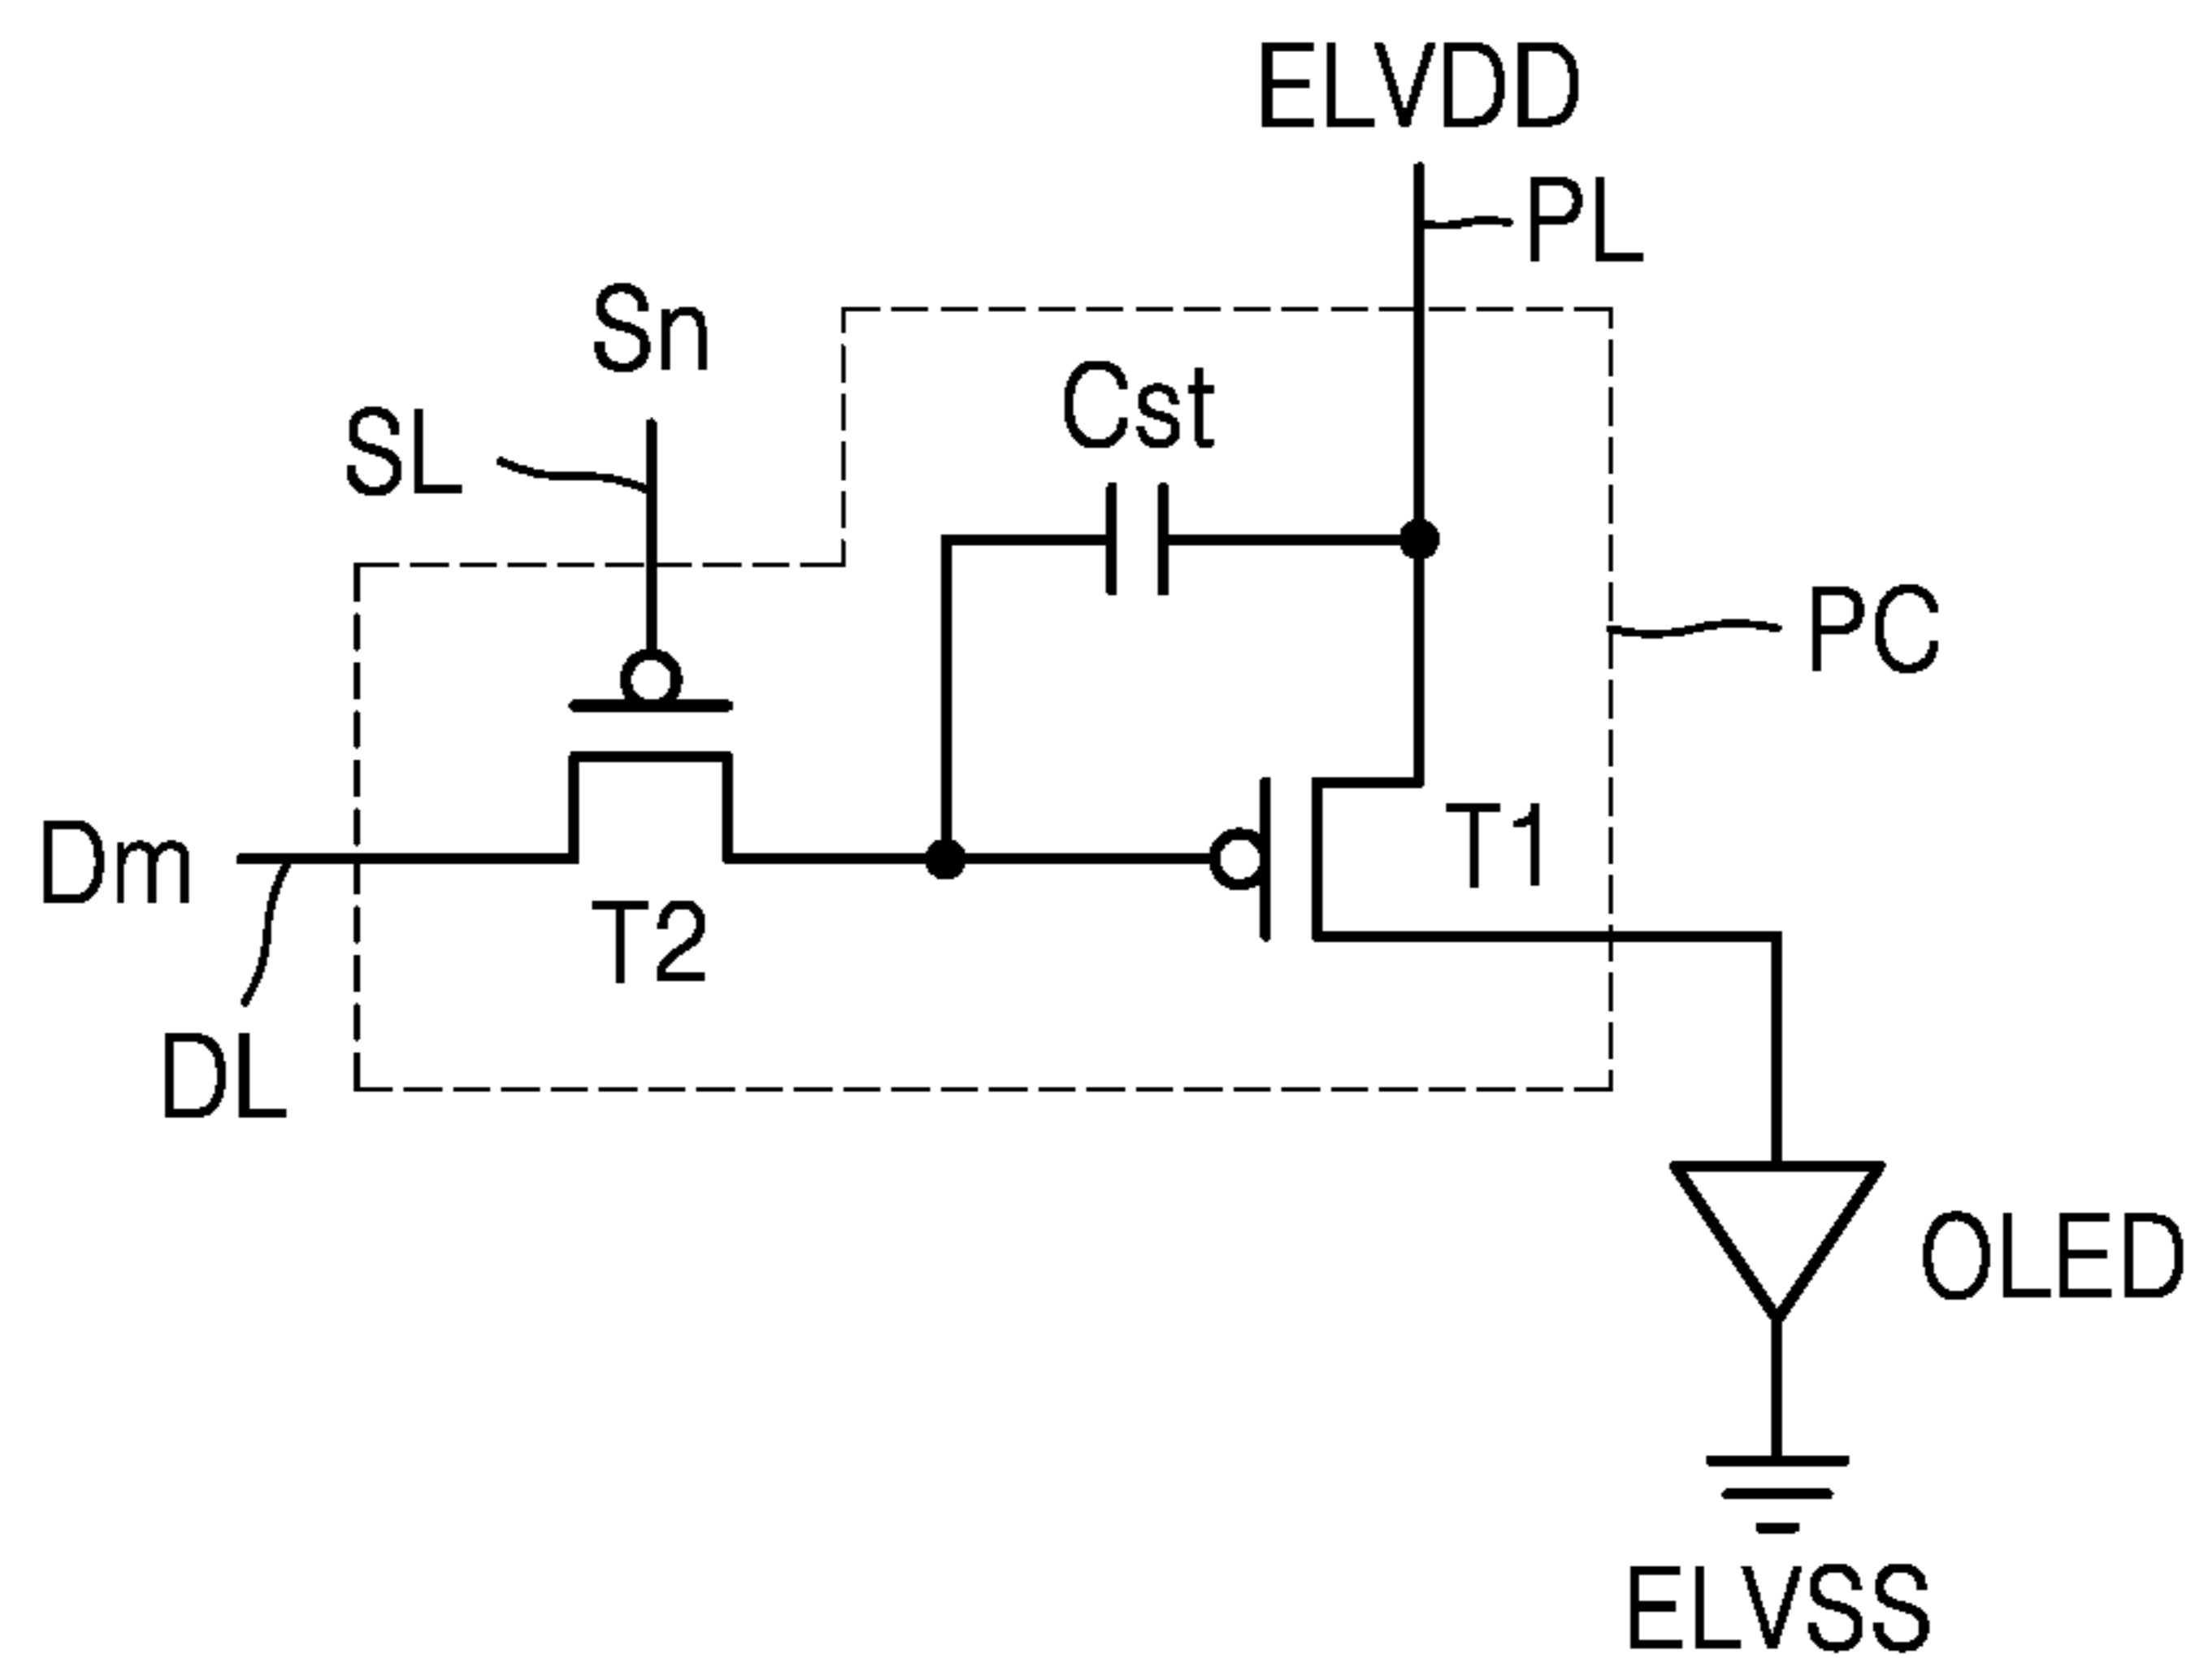 ELVDD
PL
Sn
Cst
SL
PC
T1
Dm
T2
DL
OLED
ELVSS